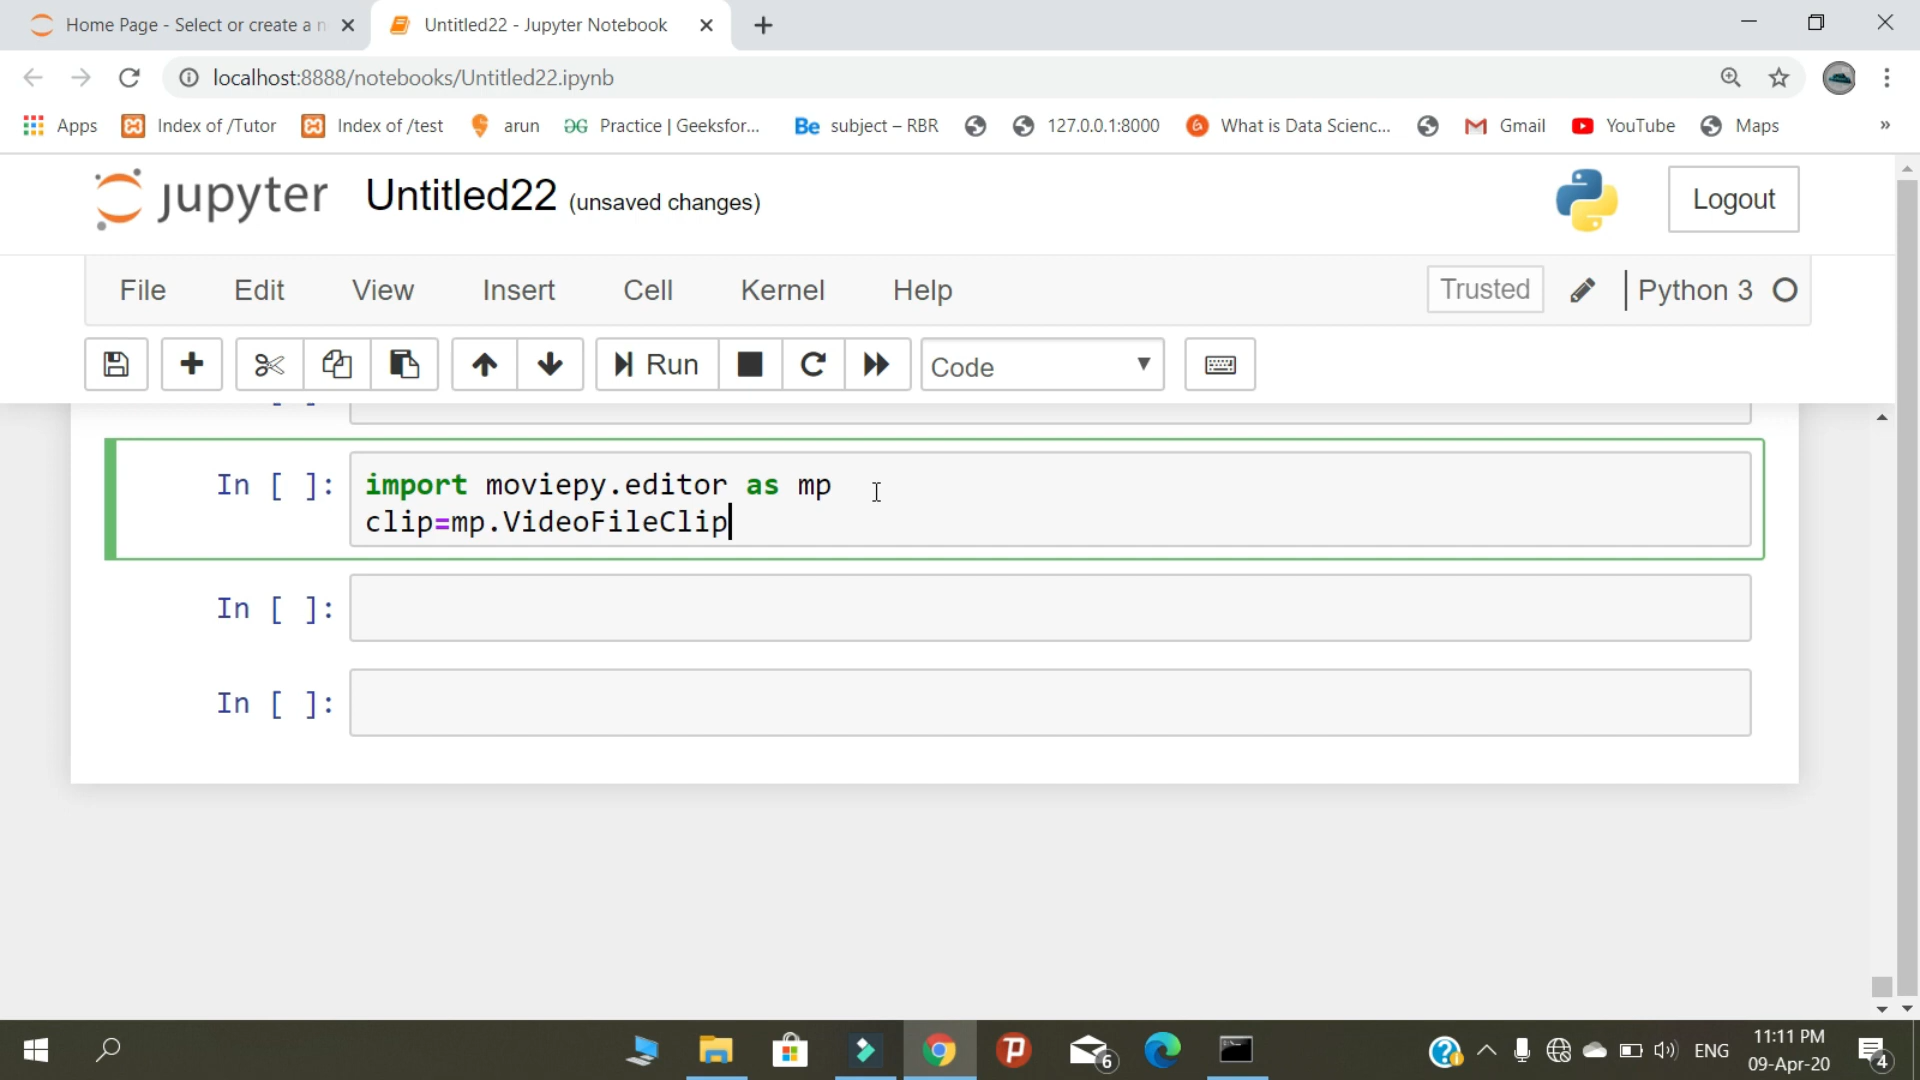 Home Page - Select or create a n
Untitled22 - Jupyter Notebook
localhost:8888/notebooks/Untitled22.ipynb
Apps
Index of /Tutor
Index of /test
arun
Practice | Geeksfor...
Be subject – RBR
127.0.0.1:8000
What is Data Scienc...
Gmail
YouTube
Maps
»
jupyter Untitled22 (unsaved changes)
Logout
File Edit View Insert Cell Kernel Help
Trusted
Python 3
Run
Code
In [ ]: import moviepy.editor as mp
clip=mp.VideoFileClip
In [ ]:
In [ ]:
6
ENG
11:11 PM
09-Apr-20
4